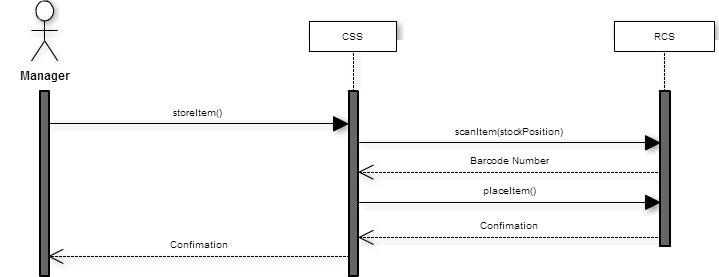 CSS
RCS
Manager
storeItem()
scanItem(stockPosition)
Barcode Number
placeItem()
Confimation
Confimation